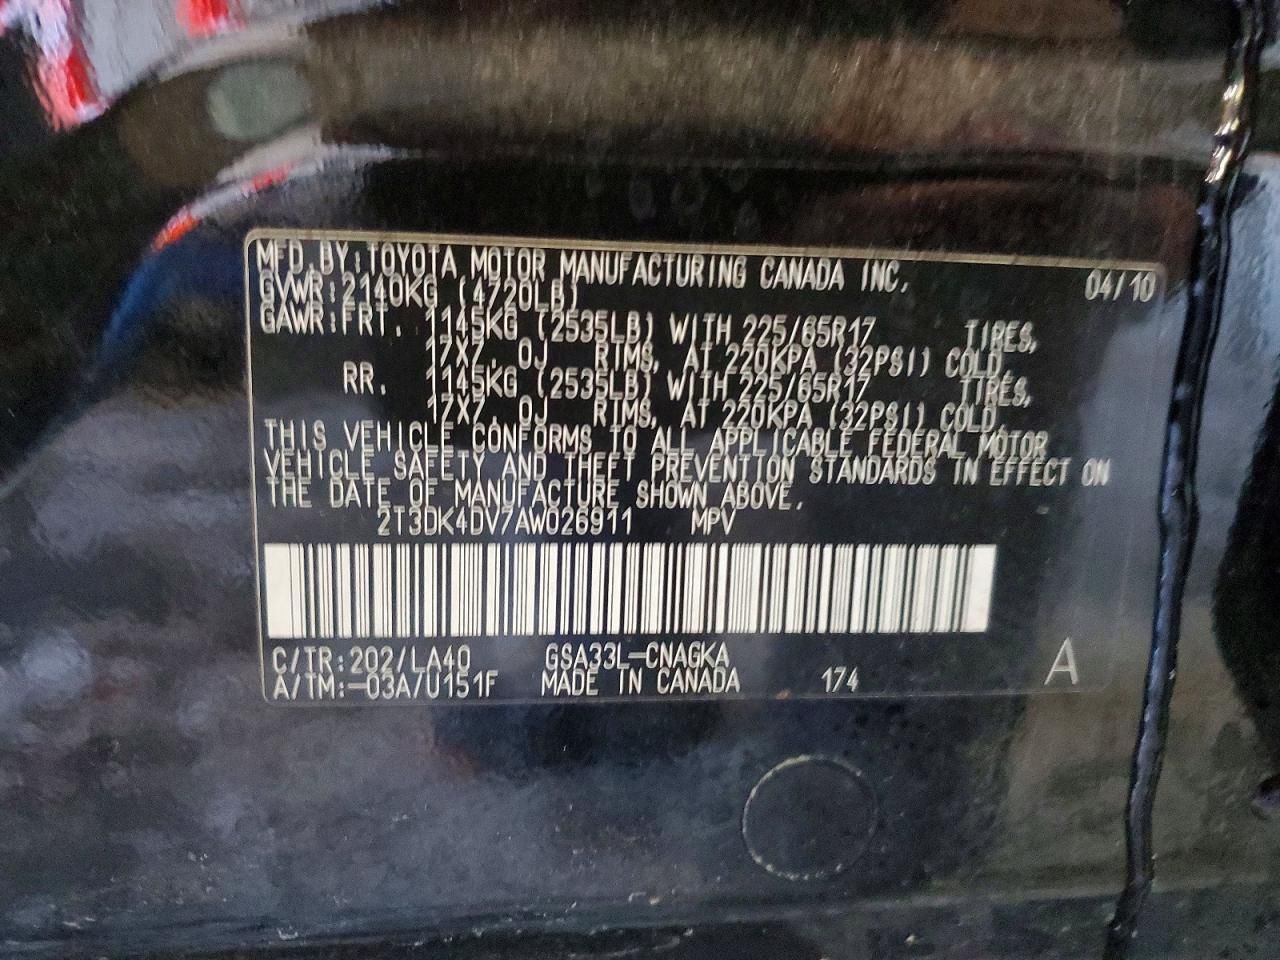 MFD.BY:TOYOTA MOTOR MANUFACTURING CANADA INC. 04/10
GVWR:2140KG (4720LB)
GAWR:FRT. 1145KG (2535LB) WITH 225/65R17 TIRES,
17X7.0J RIMS, AT 220KPA (32PSI) COLD.
RR. 1145KG (2535LB) WITH 225/65R17 TIRES,
17X7.0J RIMS, AT 220KPA (32PSI) COLD.
THIS VEHICLE CONFORMS TO ALL APPLICABLE FEDERAL MOTOR
VEHICLE SAFETY AND THEFT PREVENTION STANDARDS IN EFFECT ON
THE DATE OF MANUFACTURE SHOWN ABOVE.
2T3DK4DV7AW026911 MPV
C/TR:202/LA40 GSA33L-CNAGKA
A/TM:-03A/U151F MADE IN CANADA 174 A